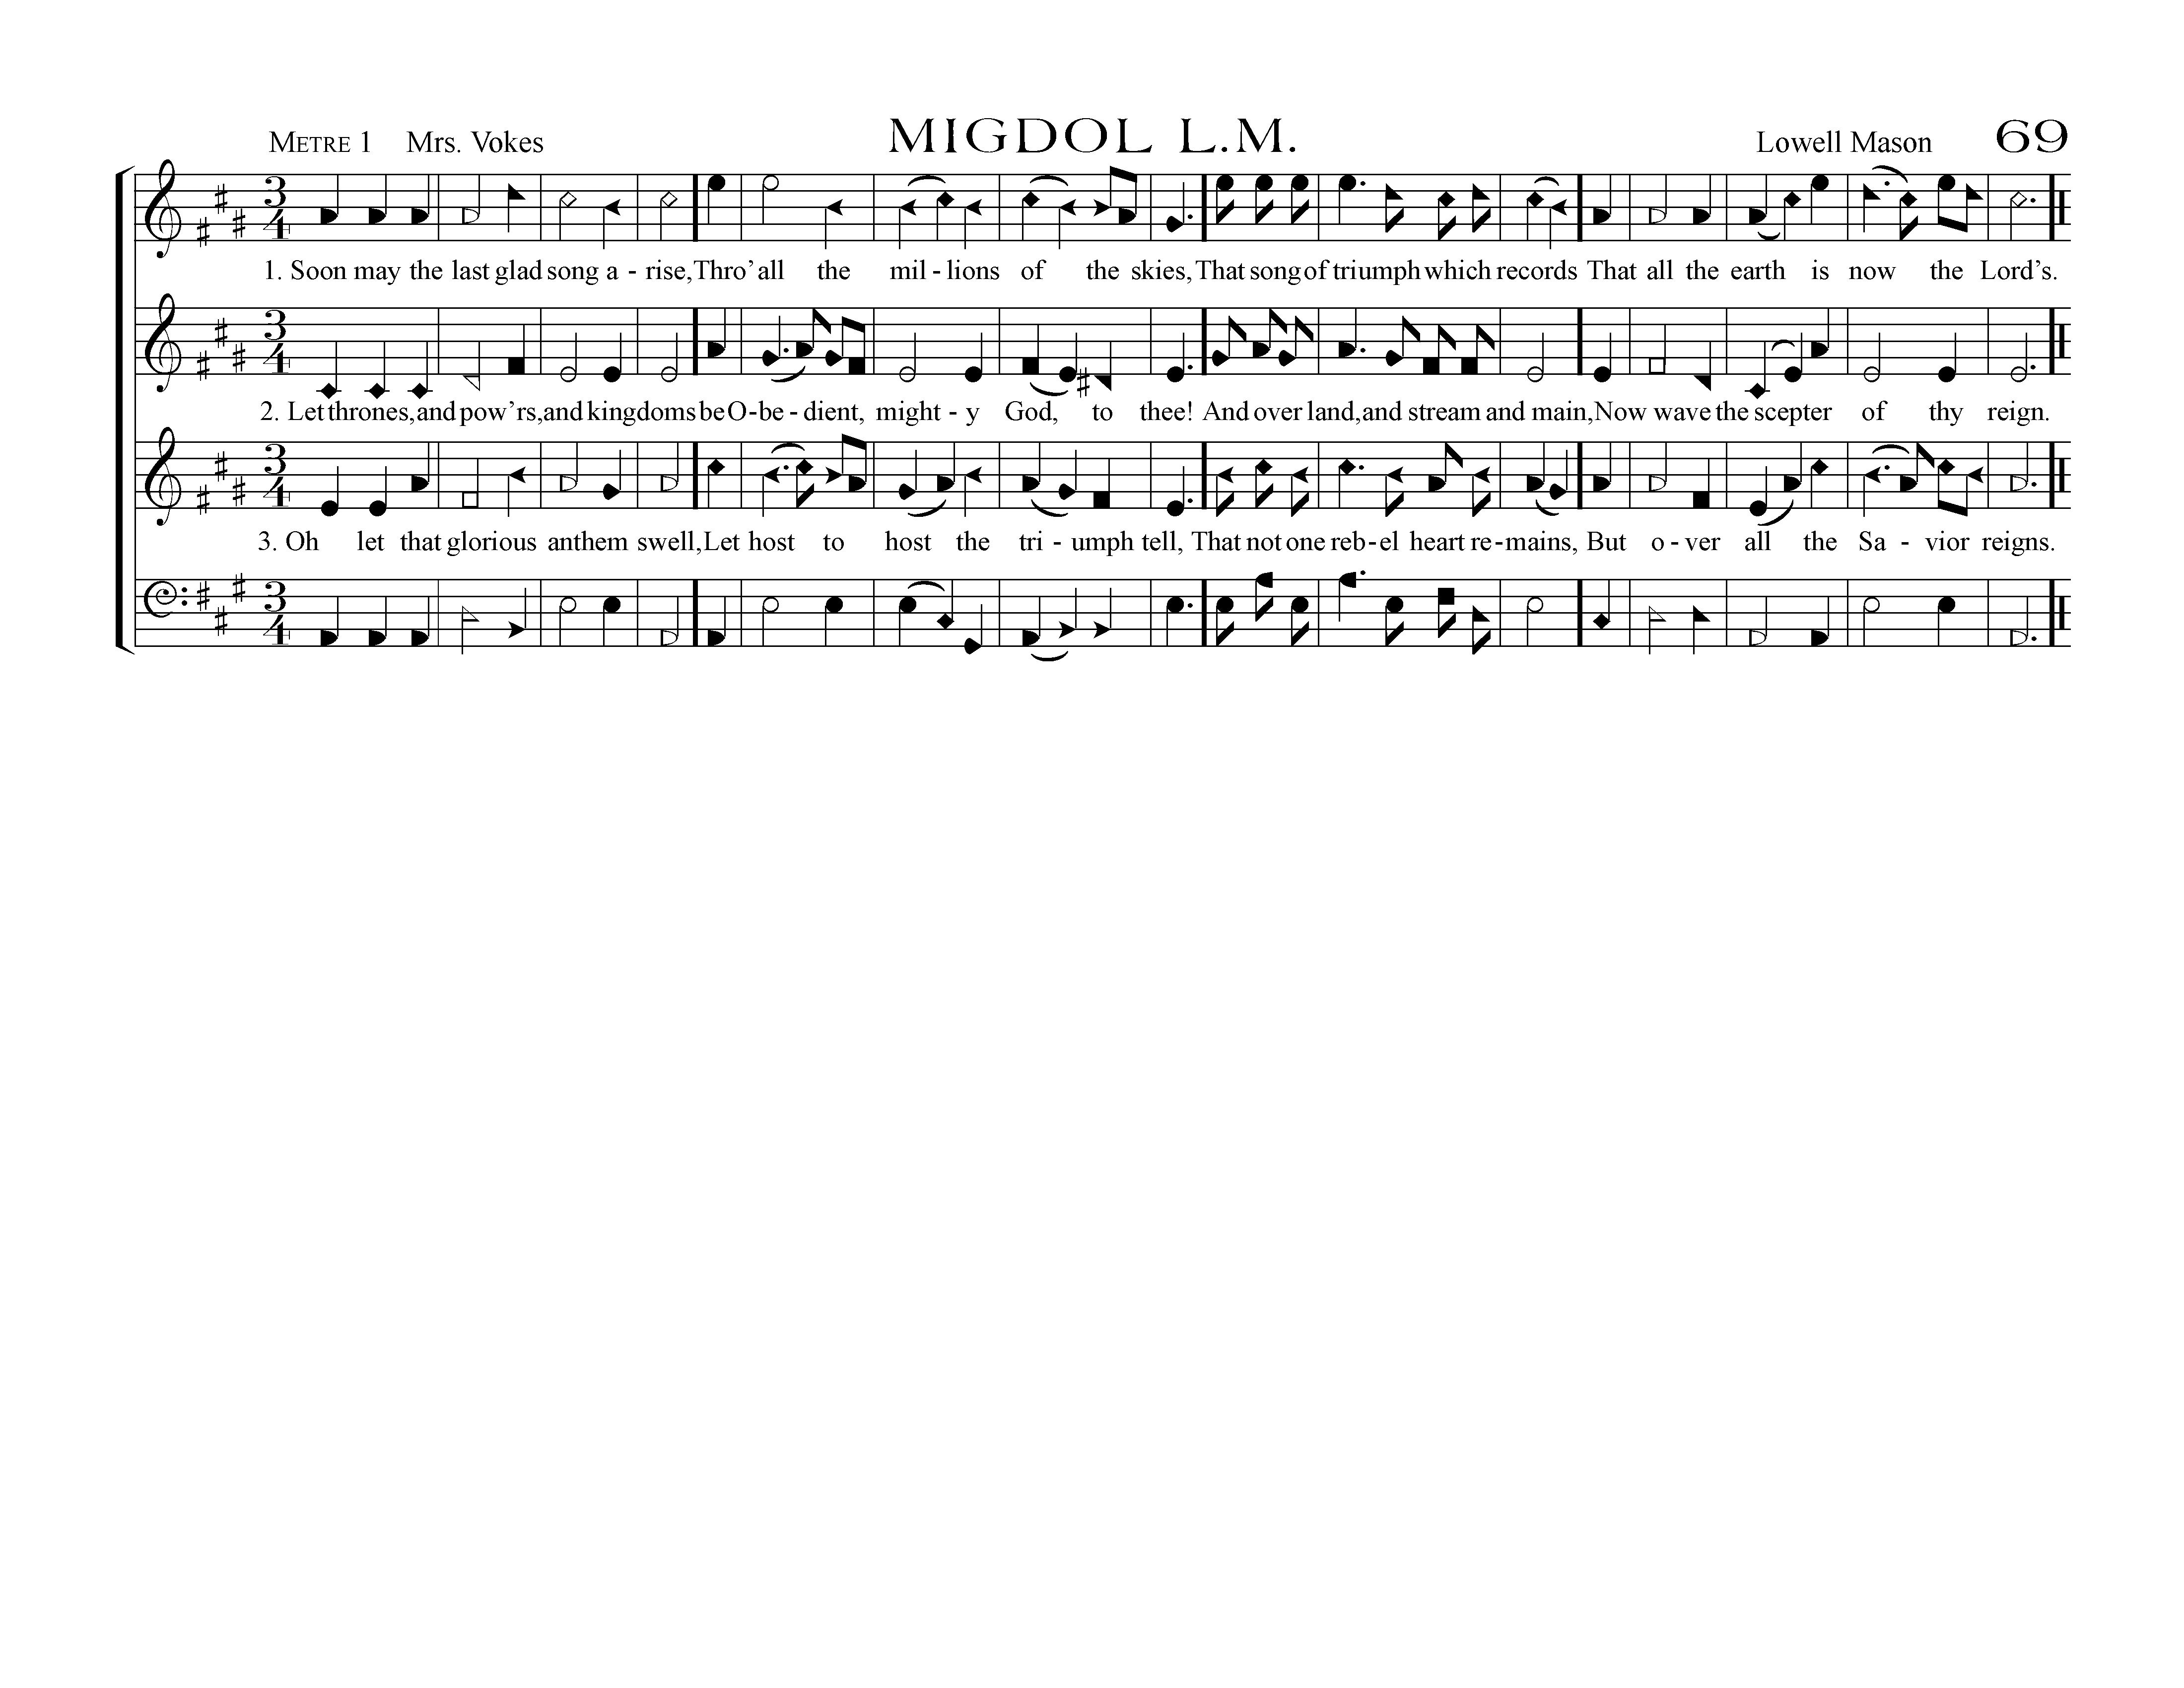 METRE 1 Mrs. Vokes MIGDOL L.M. Lowell Mason 69
3 4
1. Soon may the last glad song a - rise, Thro' all the mil - lions of the skies, That song of triumph which records That all the earth is now the Lord's.
3 4
2. Let thrones, and pow'rs, and kingdoms be O - be - dient, might - y God, to thee! And over land, and stream and main, Now wave the scepter of thy reign.
3 4
3. Oh let that glorious anthem swell, Let host to host the tri - umph tell, That not one reb - el heart re - mains, But o - ver all the Sa - vior reigns.
3 4